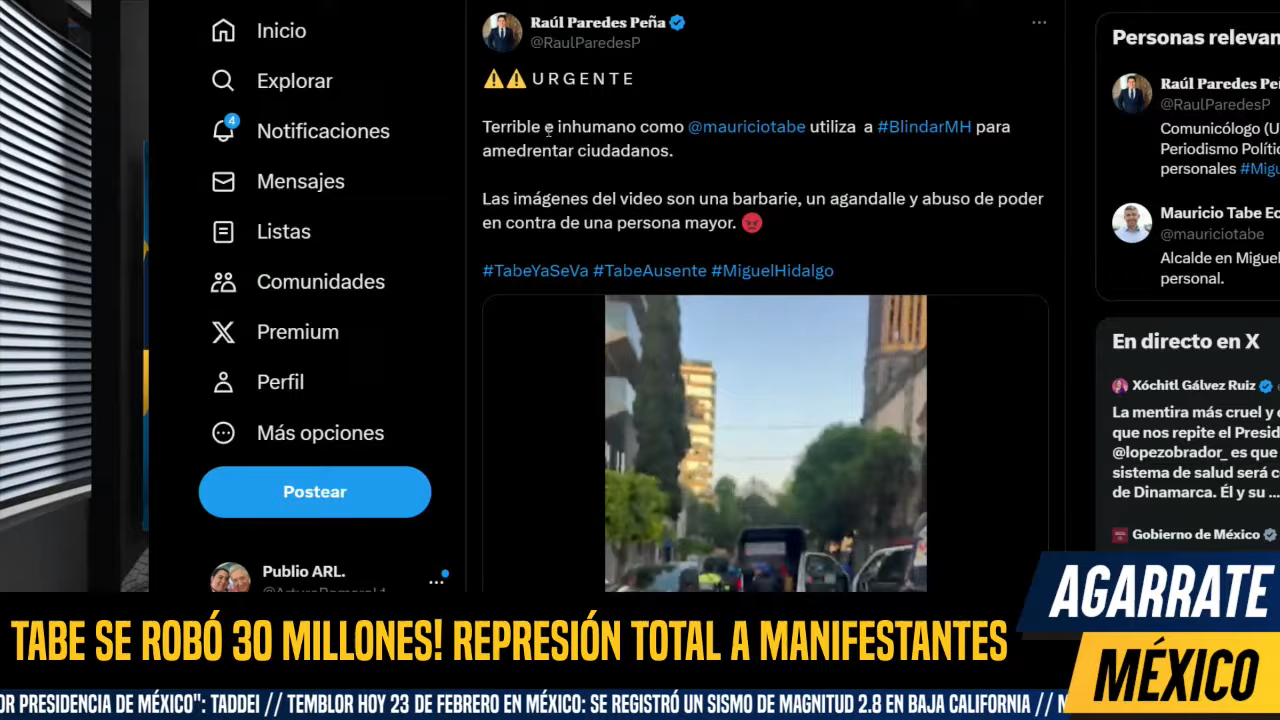 Inicio
Explorar
4
Notificaciones
Mensajes
Listas
Comunidades
Premium
Perfil
Más opciones
Postear
Publio ARL.
Raúl Paredes Peña
@RaulParedesP
⚠️⚠️ U R G E N T E
Terrible e inhumano como @mauriciotabe utiliza a #BlindarMH para
amedrentar ciudadanos.
Las imágenes del video son una barbarie, un agandalle y abuso de poder
en contra de una persona mayor. 😡
#TabeYaSeVa #TabeAusente #MiguelHidalgo
Personas relevan
Raúl Paredes Pe
@RaulParedesP
Comunicólogo (U
Periodismo Políti
personales #Migu
Mauricio Tabe Ec
@mauriciotabe
Alcalde en Miguel
personal.
En directo en X
Xóchitl Gálvez Ruiz
La mentira más cruel y
que nos repite el Presid
@lopezobrador_ es que
sistema de salud será c
de Dinamarca. Él y su ...
Gobierno de México
AGARRATE
MÉXICO
TABE SE ROBÓ 30 MILLONES! REPRESIÓN TOTAL A MANIFESTANTES
OR PRESIDENCIA DE MÉXICO": TADDEI // TEMBLOR HOY 23 DE FEBRERO EN MÉXICO: SE REGISTRÓ UN SISMO DE MAGNITUD 2.8 EN BAJA CALIFORNIA //